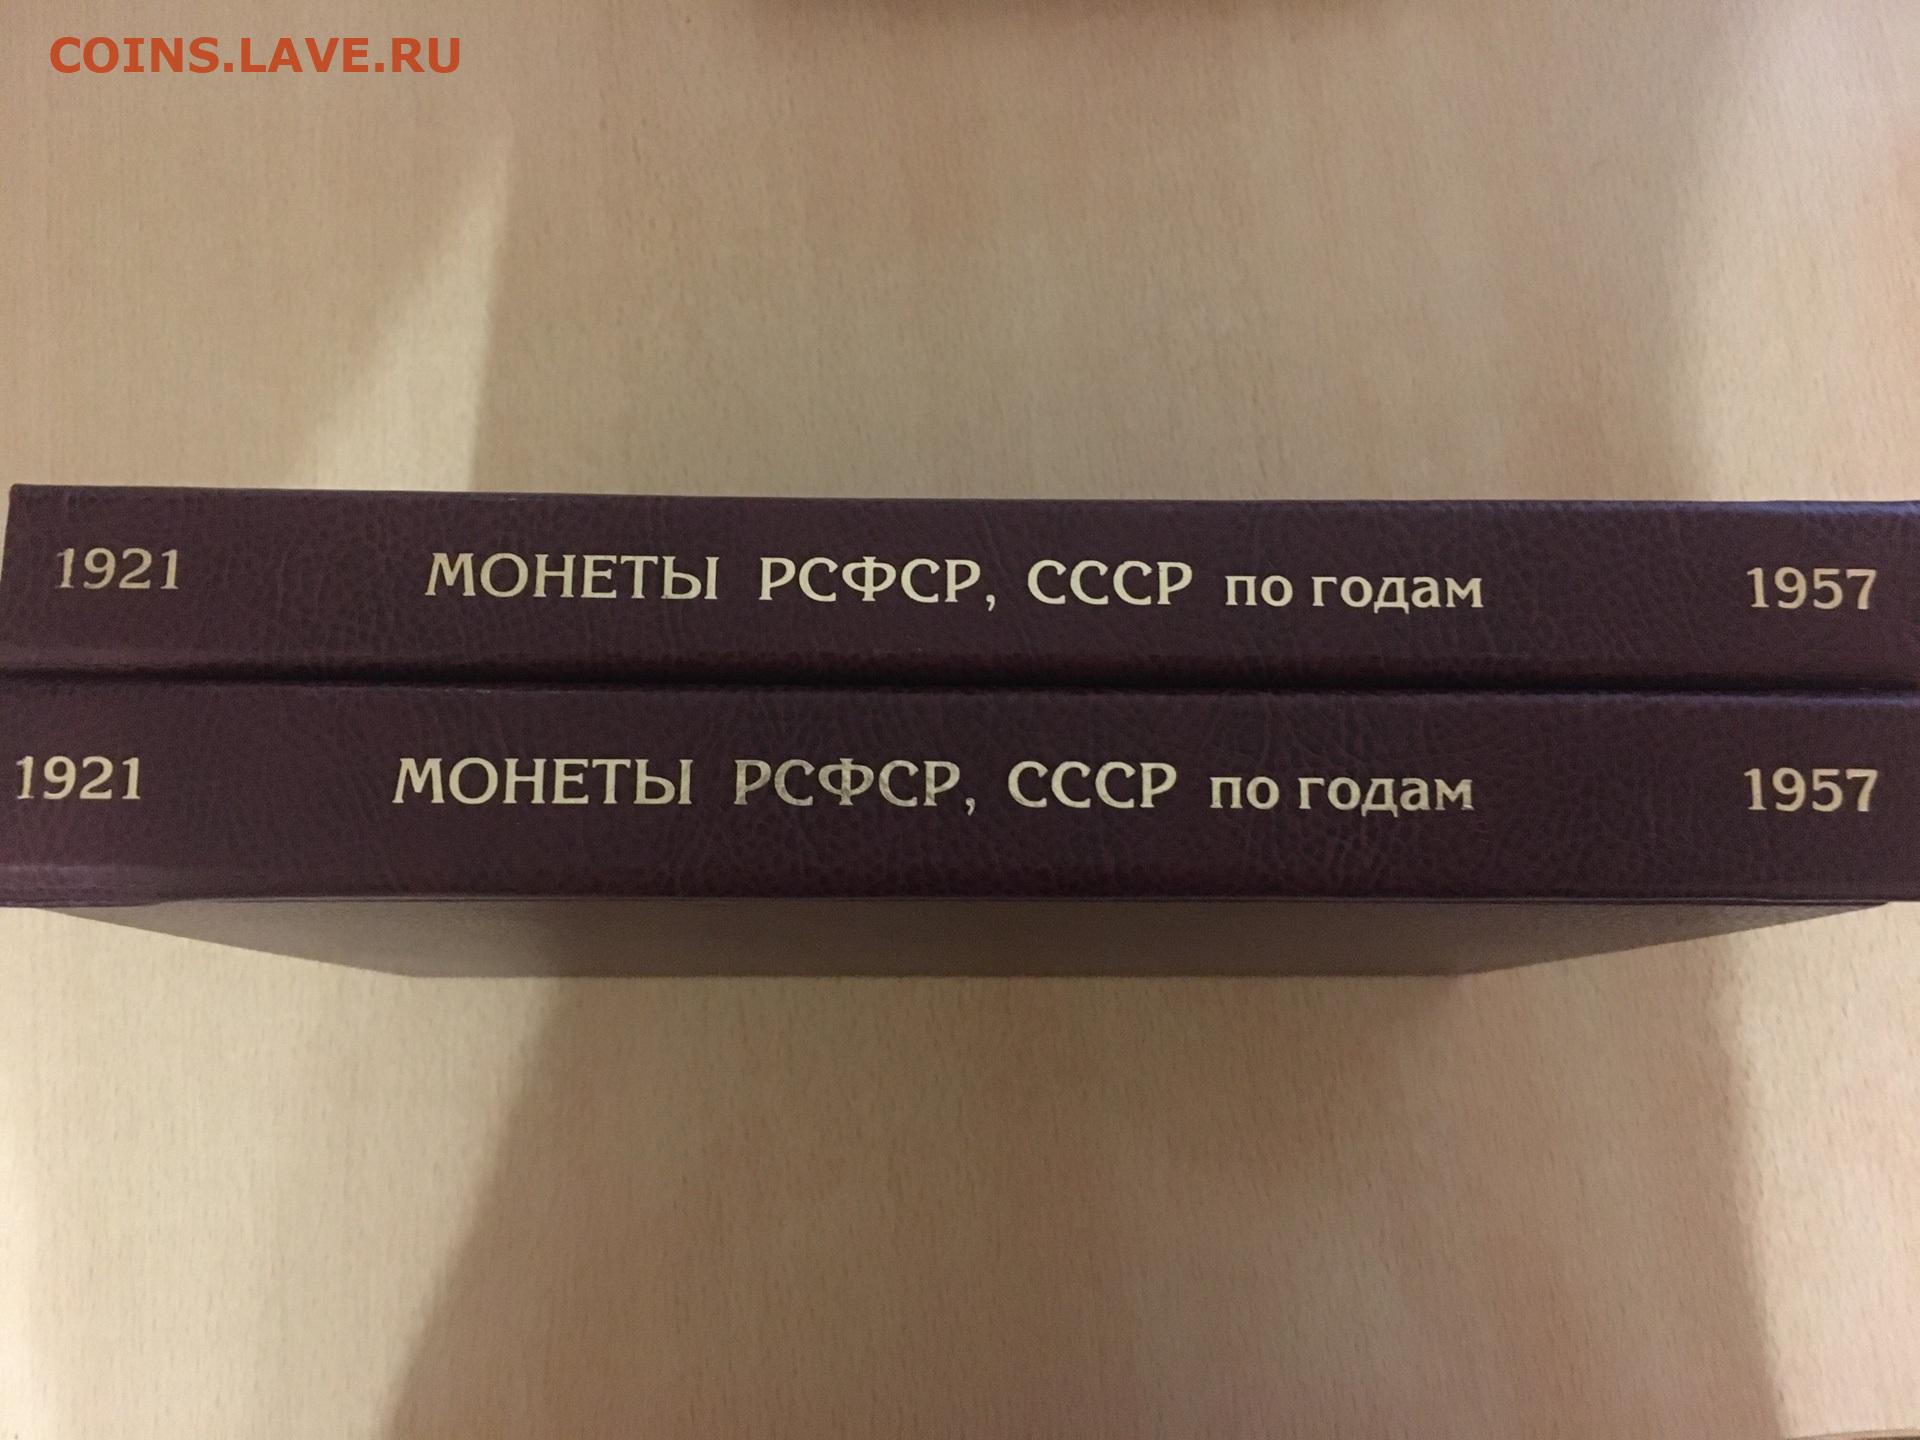 COINS.LAVE.RU
1921 МОНЕТЫ РСФСР, СССР по годам 1957
1921 МОНЕТЫ РСФСР, СССР по годам 1957